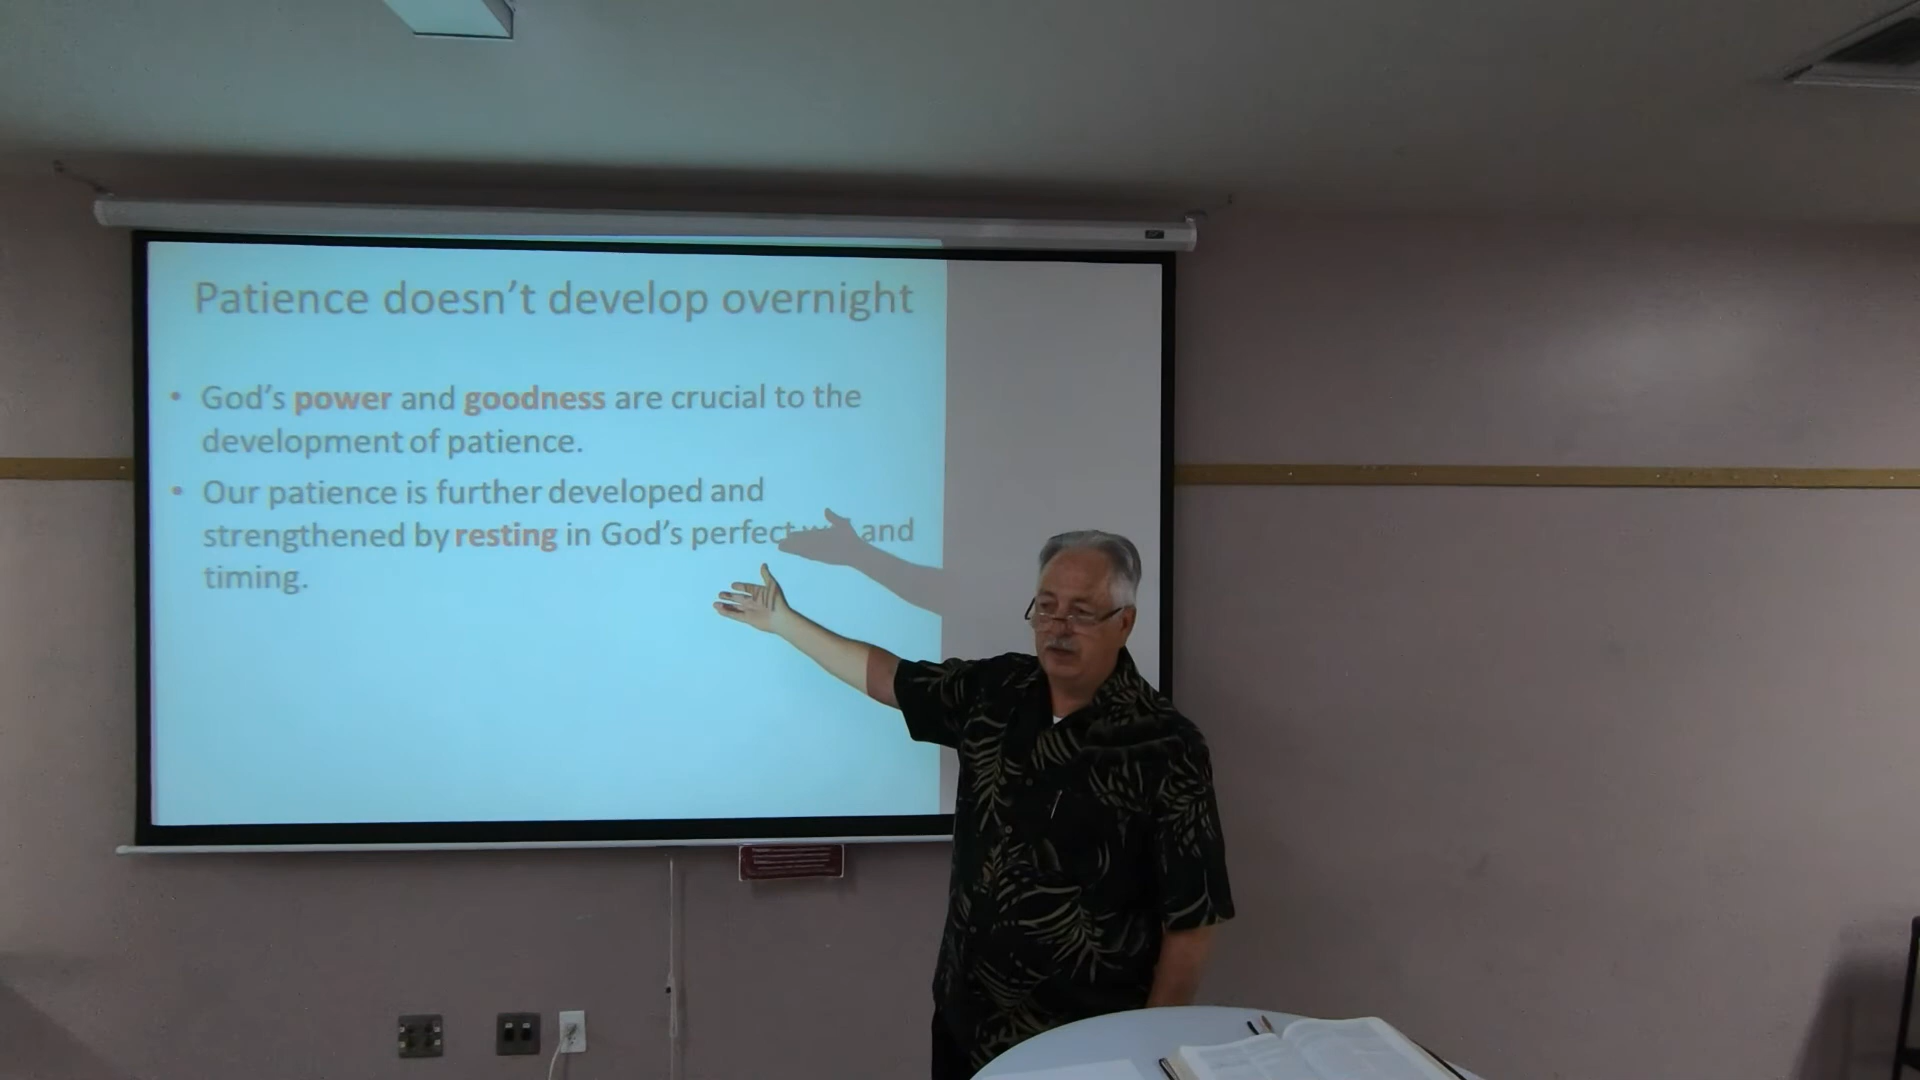 Patience doesn't develop overnight
• God's power and goodness are crucial to the
development of patience.
• Our patience is further developed and
strengthened by resting in God's perfect and
timing.